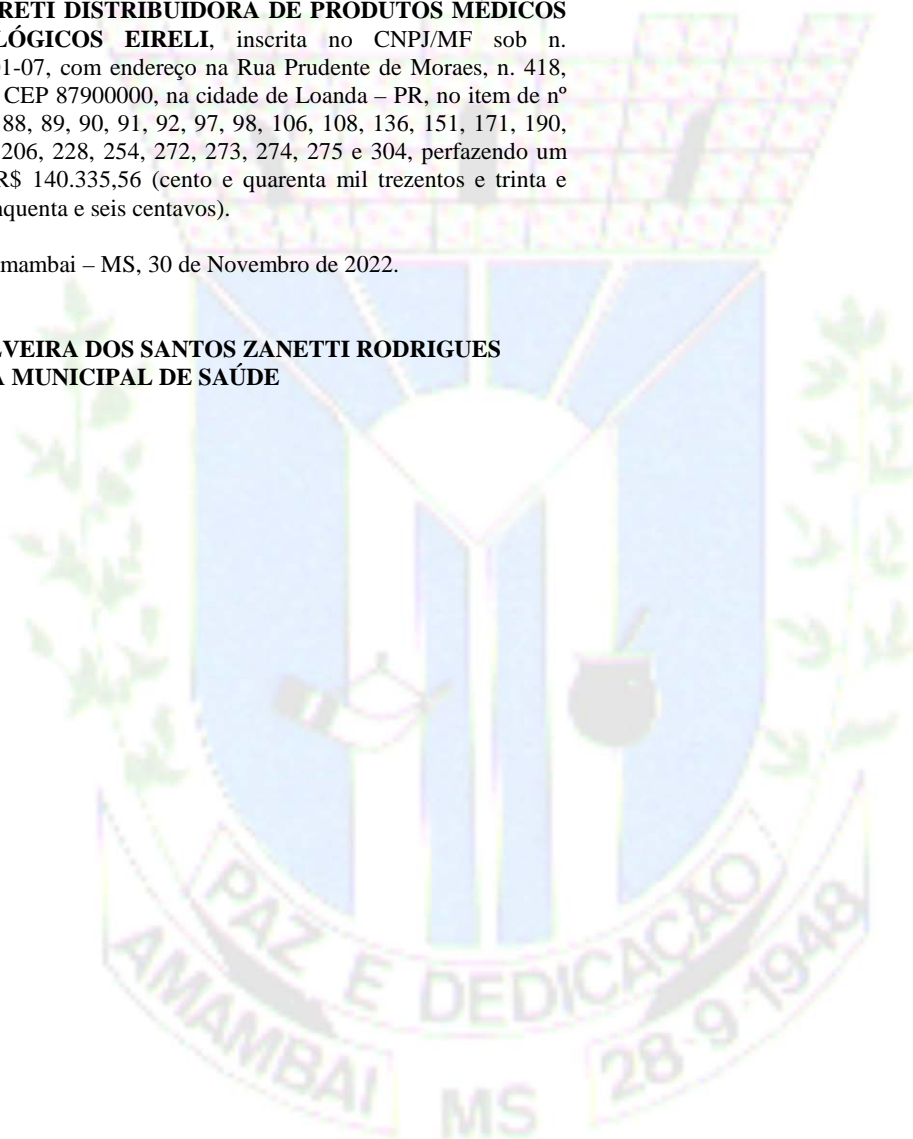 RETI DISTRIBUIDORA DE PRODUTOS MÉDICOS
LÓGICOS EIRELI, inscrita no CNPJ/MF sob n.
01-07, com endereço na Rua Prudente de Moraes, n. 418,
CEP 87900000, na cidade de Loanda – PR, no item de nº
88, 89, 90, 91, 92, 97, 98, 106, 108, 136, 151, 171, 190,
206, 228, 254, 272, 273, 274, 275 e 304, perfazendo um
R$ 140.335,56 (cento e quarenta mil trezentos e trinta e
nquenta e seis centavos).
mambai – MS, 30 de Novembro de 2022.
LVEIRA DOS SANTOS ZANETTI RODRIGUES
A MUNICIPAL DE SAÚDE
PAZ E DEDICAÇÃO
AMAMBAI MS 28-9-1948